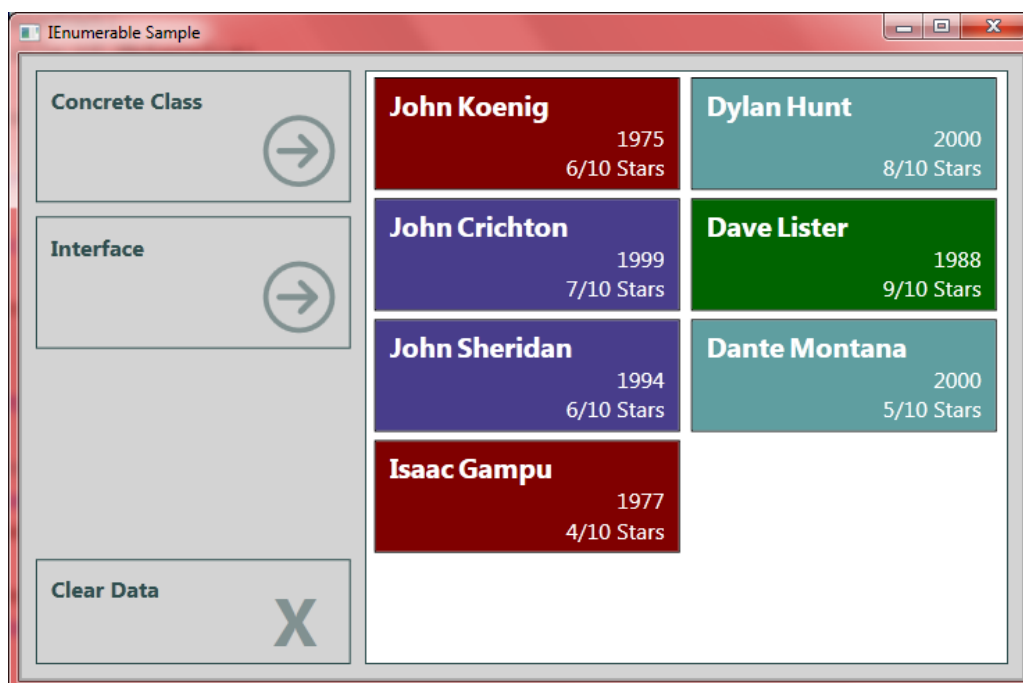 IEnumerable Sample
Concrete Class
Interface
Clear Data
X
John Koenig
1975
6/10 Stars
Dylan Hunt
2000
8/10 Stars
John Crichton
1999
7/10 Stars
Dave Lister
1988
9/10 Stars
John Sheridan
1994
6/10 Stars
Dante Montana
2000
5/10 Stars
Isaac Gampu
1977
4/10 Stars